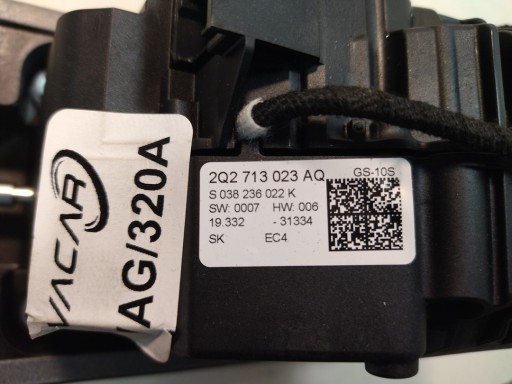 2Q2 713 023 AQ
GS-10S
S 038 236 022 K
SW: 0007 HW: 006
19.332 - 31334
SK EC4
VACAR
AG/320A